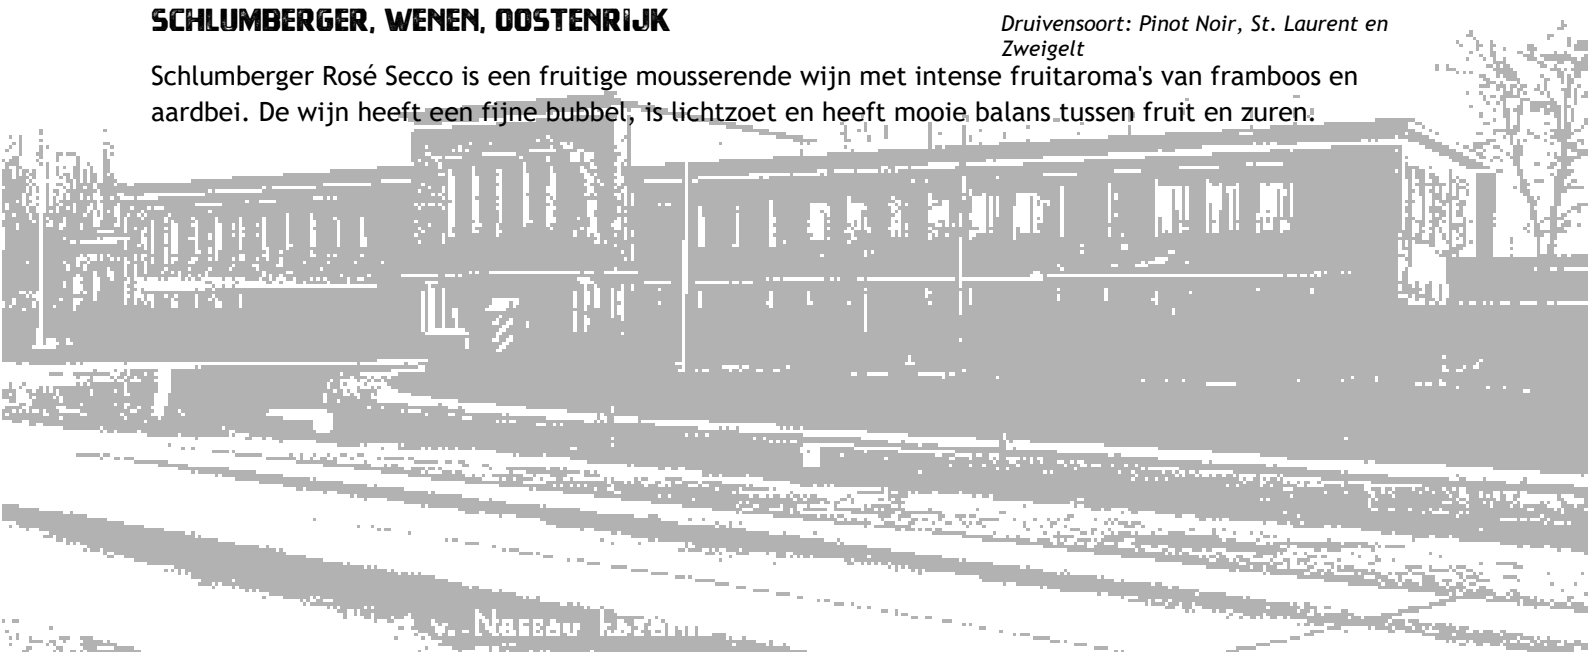 SCHLUMBERGER, WENEN, OOSTENRIJK
Druivensoort: Pinot Noir, St. Laurent en
Zweigelt
Schlumberger Rosé Secco is een fruitige mousserende wijn met intense fruitaroma's van framboos en
aardbei. De wijn heeft een fijne bubbel, is lichtzoet en heeft mooie balans tussen fruit en zuren.
v. Nassau